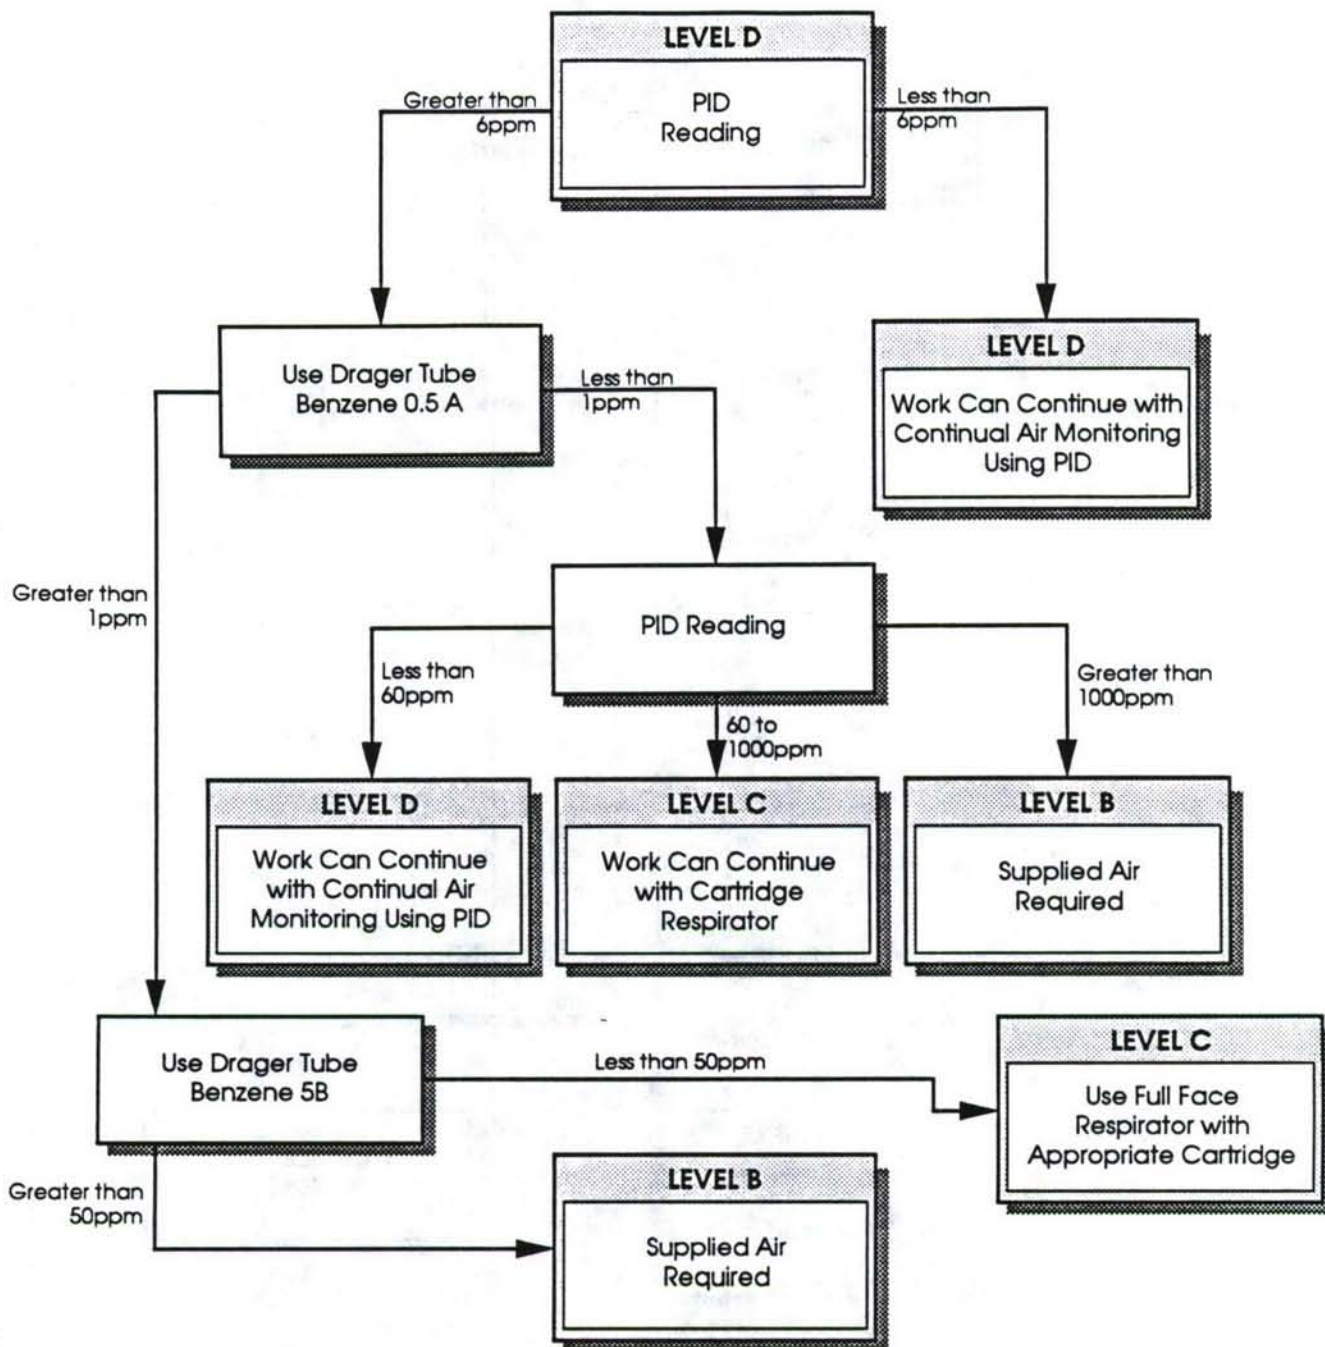 LEVEL D
PID
Reading
Greater than
6ppm
Less than
6ppm
Use Drager Tube
Benzene 0.5 A
Less than
1ppm
LEVEL D
Work Can Continue with
Continual Air Monitoring
Using PID
Greater than
1ppm
PID Reading
Less than
60ppm
60 to
1000ppm
Greater than
1000ppm
LEVEL D
Work Can Continue
with Continual Air
Monitoring Using PID
LEVEL C
Work Can Continue
with Cartridge
Respirator
LEVEL B
Supplied Air
Required
Use Drager Tube
Benzene 5B
Less than 50ppm
LEVEL C
Use Full Face
Respirator with
Appropriate Cartridge
Greater than
50ppm
LEVEL B
Supplied Air
Required